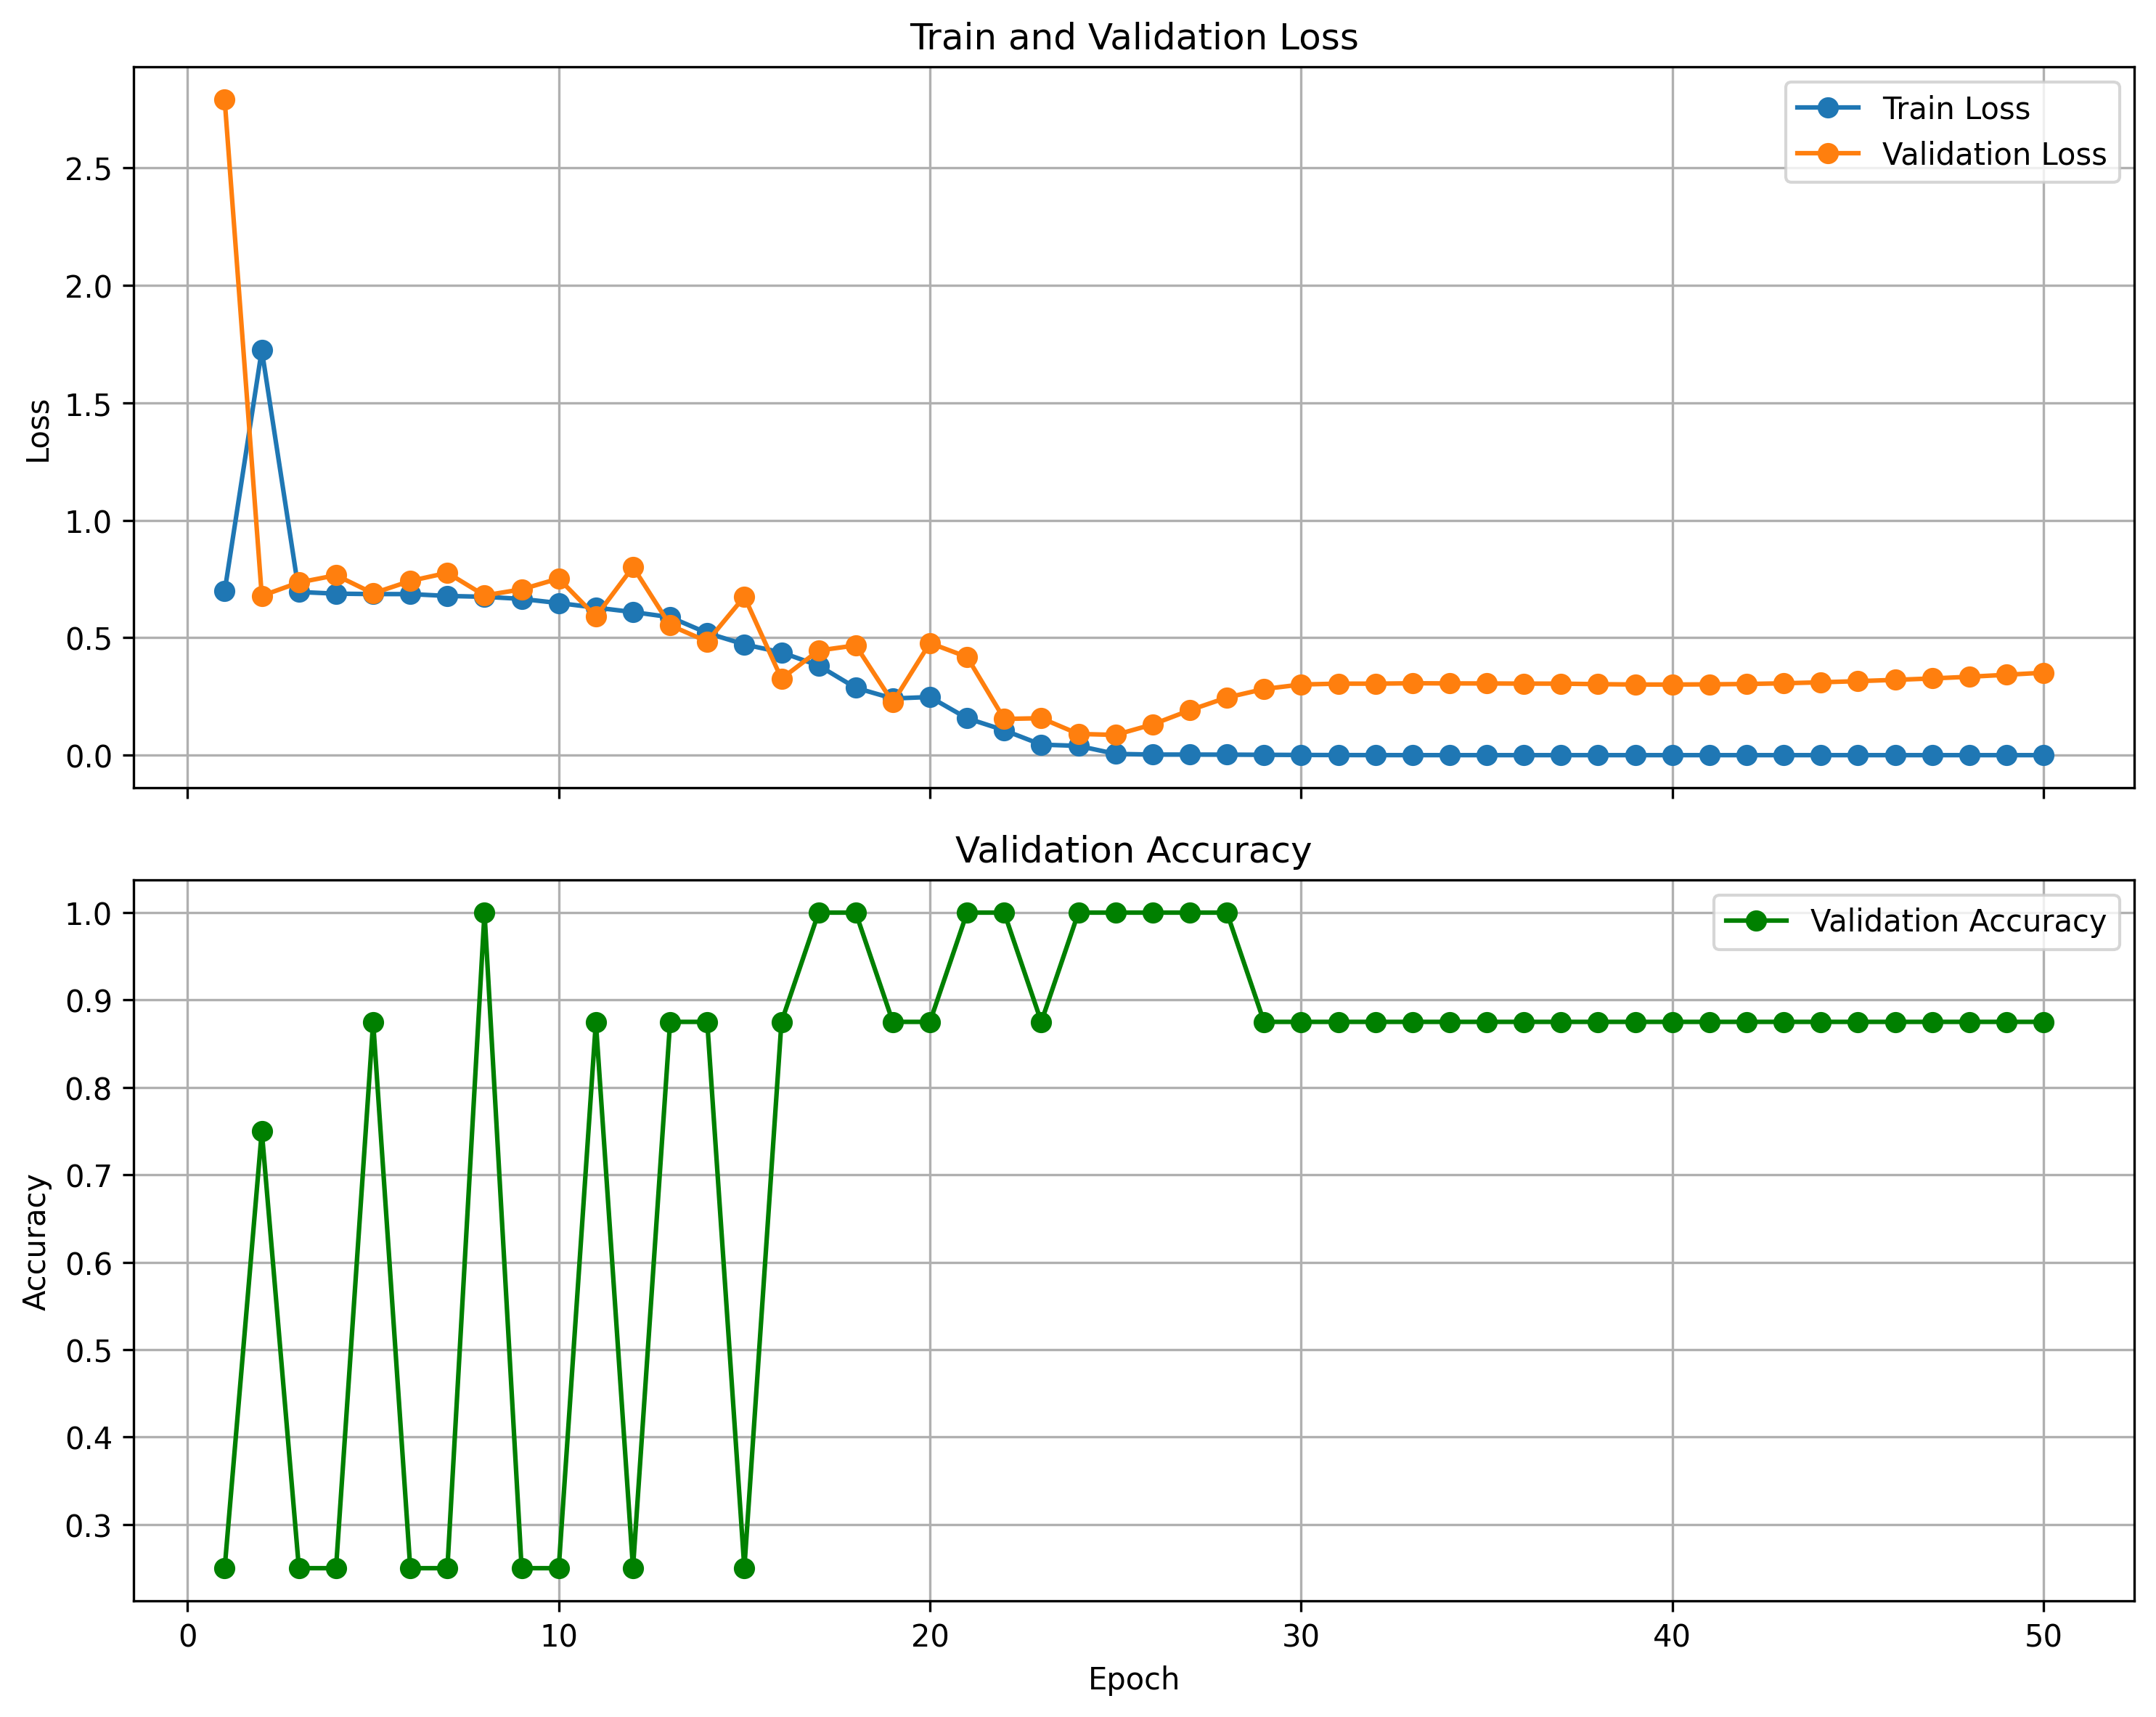 Train and Validation Loss
Train Loss
Validation Loss
2.5
2.0
1.5
1.0
0.5
0.0
Loss
Validation Accuracy
Validation Accuracy
1.0
0.9
0.8
0.7
0.6
0.5
0.4
0.3
Accuracy
0 10 20 30 40 50
Epoch